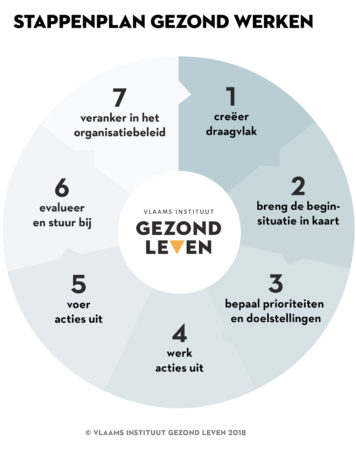 STAPPENPLAN GEZOND WERKEN
1
creëer
draagvlak
2
breng de begin-
situatie in kaart
3
bepaal prioriteiten
en doelstellingen
4
werk
acties uit
5
voer
acties uit
6
evalueer
en stuur bij
7
veranker in het
organisatiebeleid
VLAAMS INSTITUUT
GEZOND
LEVEN
© VLAAMS INSTITUUT GEZOND LEVEN 2018